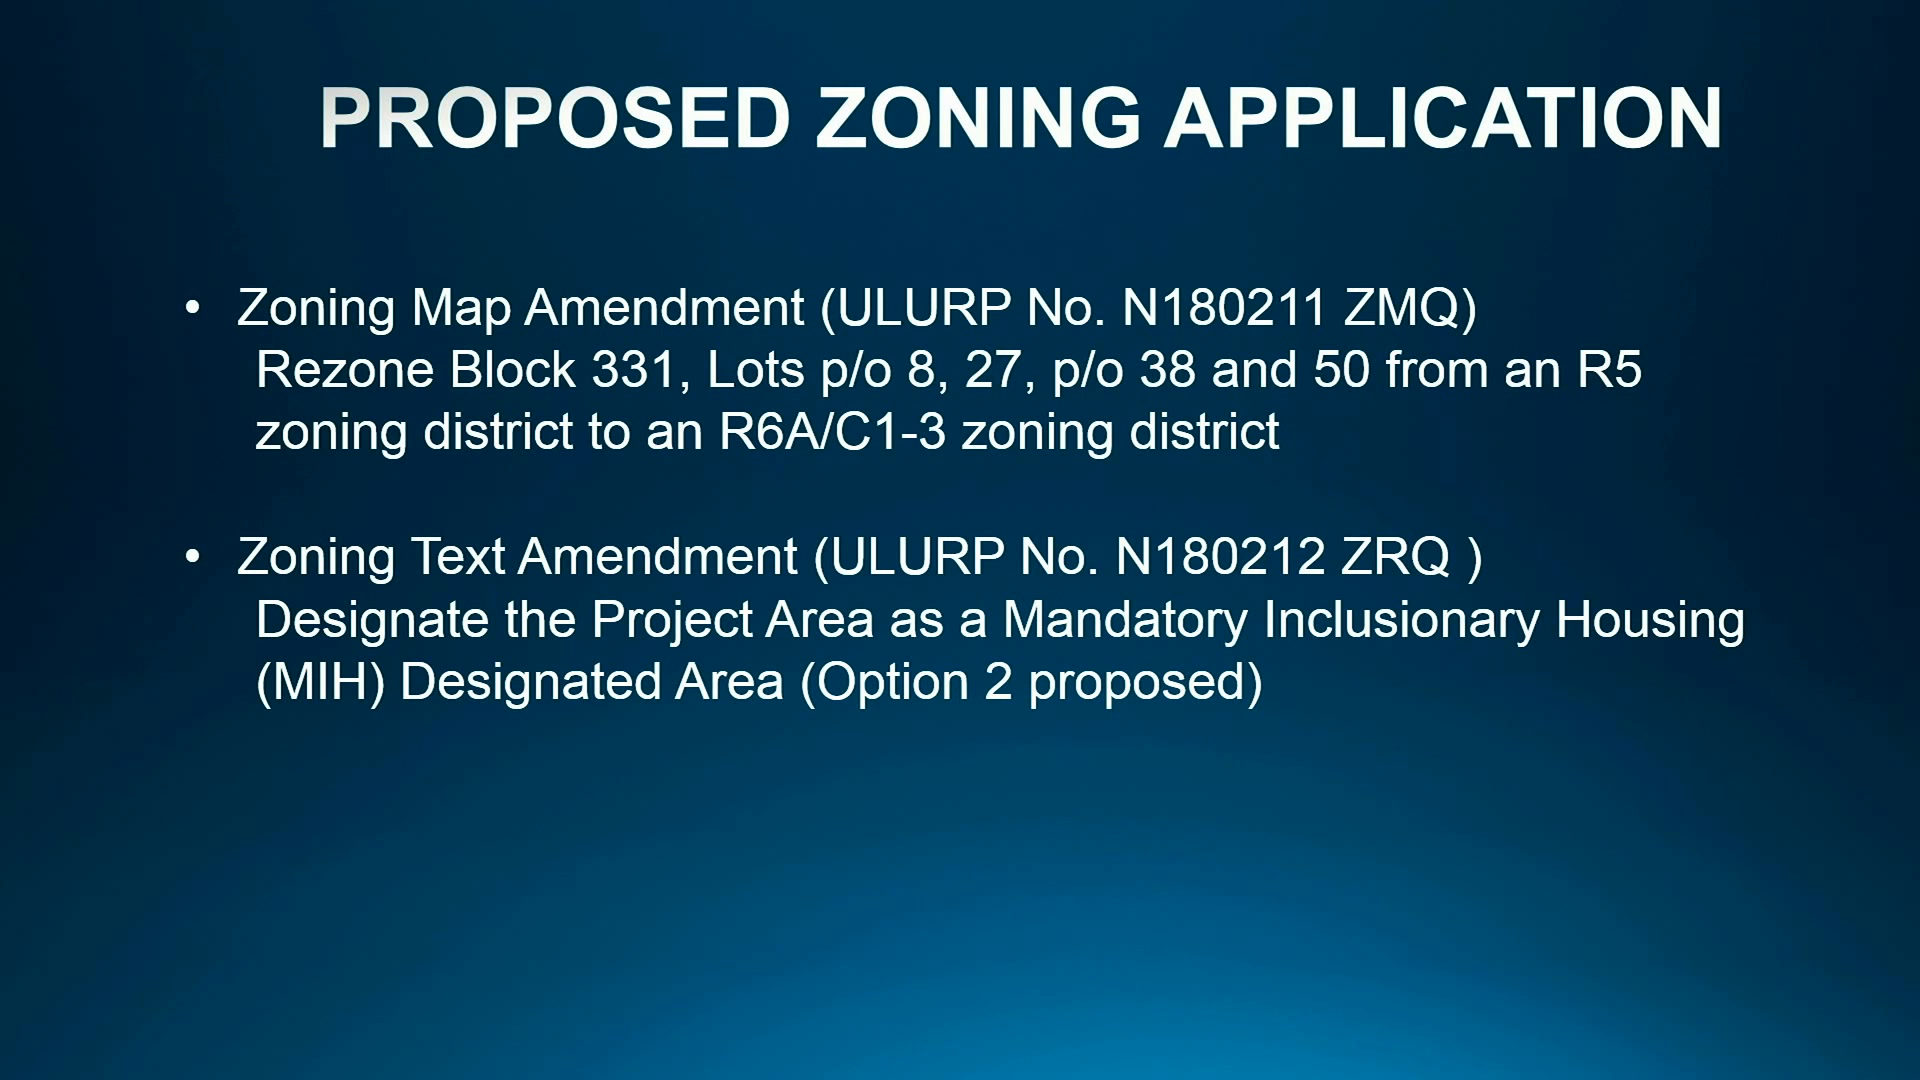 PROPOSED ZONING APPLICATION
• Zoning Map Amendment (ULURP No. N180211 ZMQ)
Rezone Block 331, Lots p/o 8, 27, p/o 38 and 50 from an R5
zoning district to an R6A/C1-3 zoning district
• Zoning Text Amendment (ULURP No. N180212 ZRQ )
Designate the Project Area as a Mandatory Inclusionary Housing
(MIH) Designated Area (Option 2 proposed)